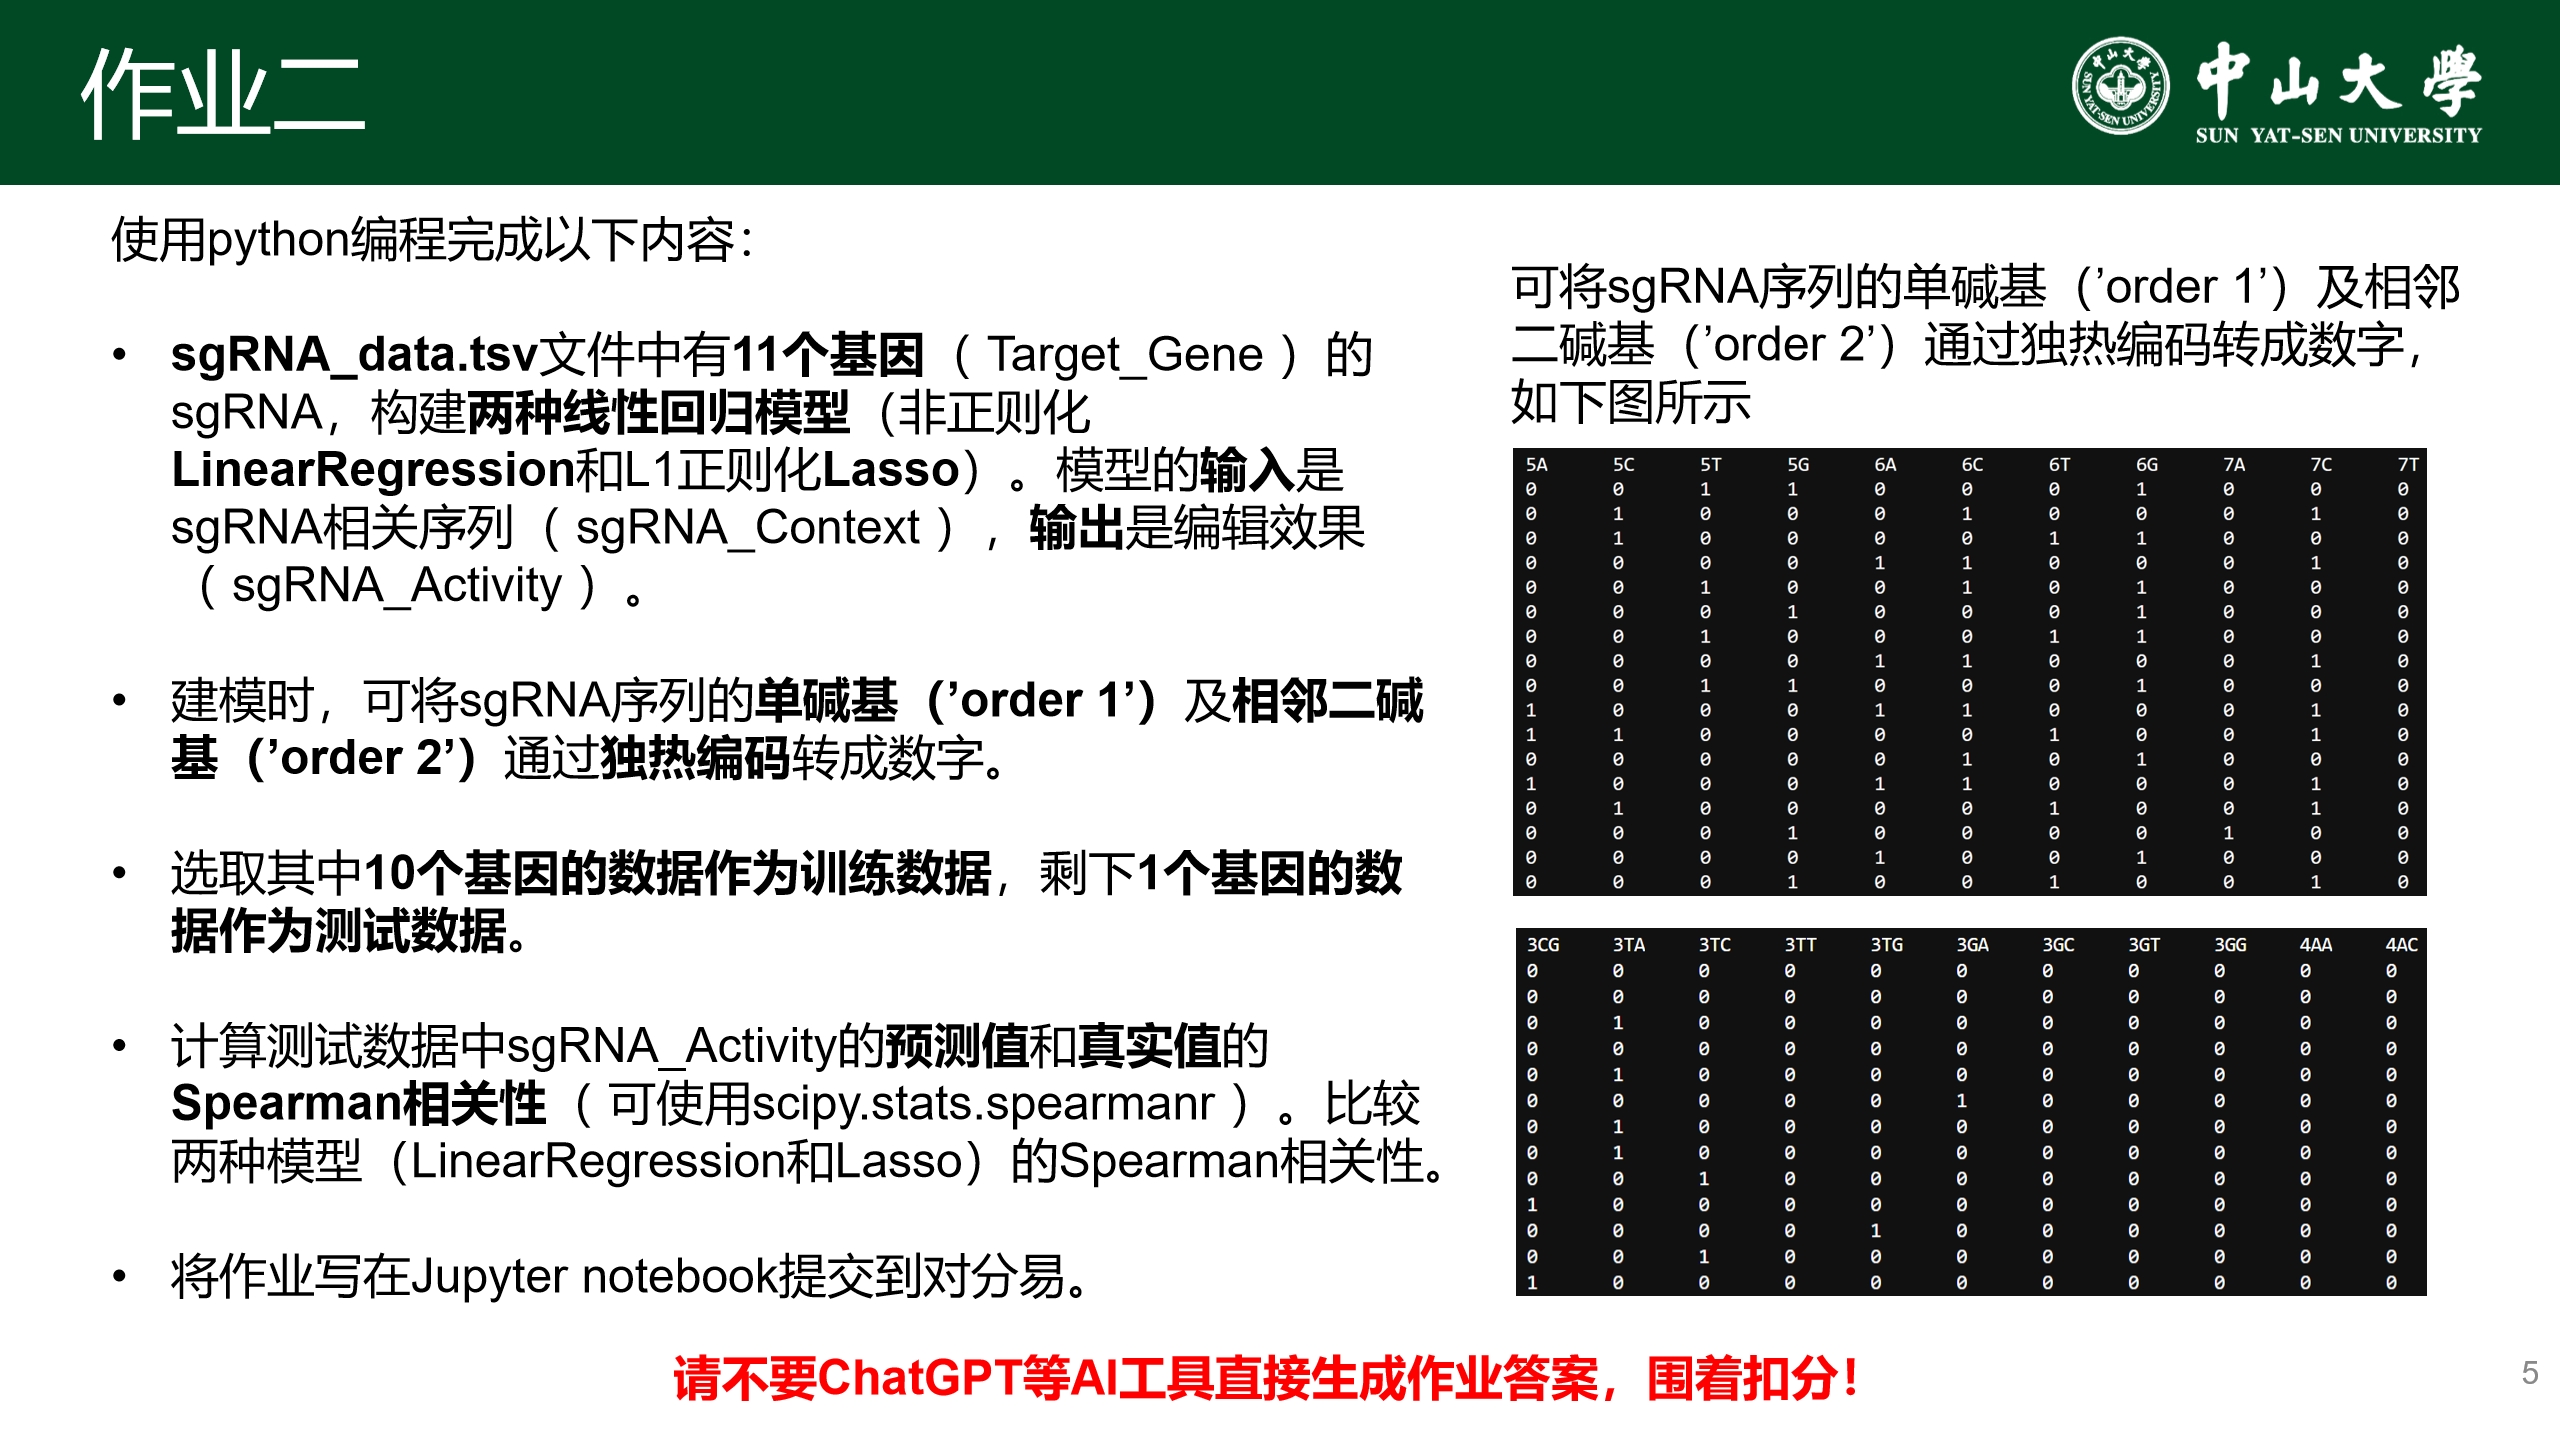 作业二
中山大學
SUN YAT-SEN UNIVERSITY
使用python编程完成以下内容：
• sgRNA_data.tsv文件中有11个基因（Target_Gene）的
sgRNA，构建两种线性回归模型（非正则化
LinearRegression和L1正则化Lasso）。模型的输入是
sgRNA相关序列（sgRNA_Context），输出是编辑效果
（sgRNA_Activity）。
• 建模时，可将sgRNA序列的单碱基（’order 1’）及相邻二碱
基（’order 2’）通过独热编码转成数字。
• 选取其中10个基因的数据作为训练数据，剩下1个基因的数
据作为测试数据。
• 计算测试数据中sgRNA_Activity的预测值和真实值的
Spearman相关性（可使用scipy.stats.spearmanr）。比较
两种模型（LinearRegression和Lasso）的Spearman相关性。
• 将作业写在Jupyter notebook提交到对分易。
可将sgRNA序列的单碱基（’order 1’）及相邻
二碱基（’order 2’）通过独热编码转成数字，
如下图所示
5A 5C 5T 5G 6A 6C 6T 6G 7A 7C 7T
0 0 1 1 0 0 0 1 0 0 0
0 1 0 0 0 1 0 0 0 1 0
0 1 0 0 0 0 1 1 0 0 0
0 0 0 0 1 1 0 0 0 1 0
0 0 1 0 0 1 0 1 0 0 0
0 0 0 1 0 0 0 1 0 0 0
0 0 1 0 0 0 1 1 0 0 0
0 0 0 0 1 1 0 0 0 1 0
0 0 1 1 0 0 0 1 0 0 0
1 0 0 0 1 1 0 0 0 1 0
1 1 0 0 0 0 1 0 0 1 0
0 0 0 0 0 1 0 1 0 0 0
1 0 0 0 1 1 0 0 0 1 0
0 1 0 0 0 0 1 0 0 1 0
0 0 0 1 0 0 0 0 1 0 0
0 0 0 0 1 0 0 1 0 0 0
0 0 0 1 0 0 1 0 0 1 0
3CG 3TA 3TC 3TT 3TG 3GA 3GC 3GT 3GG 4AA 4AC
0 0 0 0 0 0 0 0 0 0 0
0 0 0 0 0 0 0 0 0 0 0
0 1 0 0 0 0 0 0 0 0 0
0 0 0 0 0 0 0 0 0 0 0
0 1 0 0 0 0 0 0 0 0 0
0 0 0 0 0 1 0 0 0 0 0
0 1 0 0 0 0 0 0 0 0 0
0 1 0 0 0 0 0 0 0 0 0
0 0 1 0 0 0 0 0 0 0 0
1 0 0 0 0 0 0 0 0 0 0
0 0 0 0 1 0 0 0 0 0 0
0 0 1 0 0 0 0 0 0 0 0
1 0 0 0 0 0 0 0 0 0 0
请不要ChatGPT等AI工具直接生成作业答案，围着扣分！
5